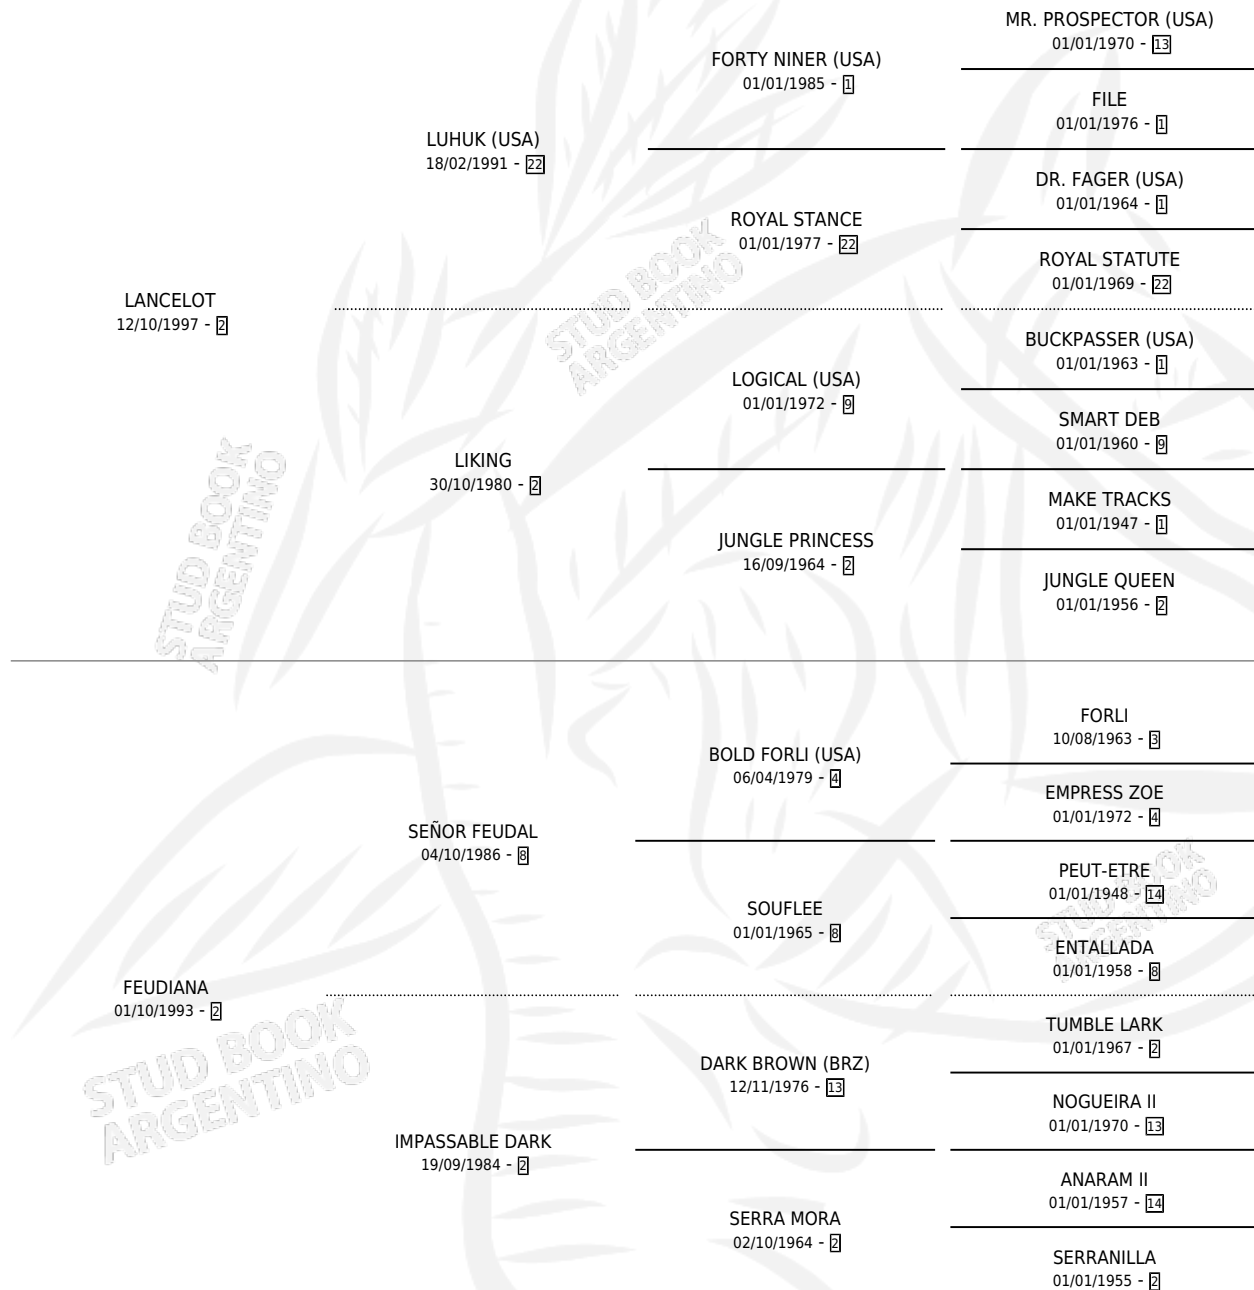 MR. PROSPECTOR (USA)
01/01/1970 - 13
FORTY NINER (USA)
01/01/1985 - 1
FILE
01/01/1976 - 1
LUHUK (USA)
18/02/1991 - 22
DR. FAGER (USA)
01/01/1964 - 1
ROYAL STANCE
01/01/1977 - 22
ROYAL STATUTE
01/01/1969 - 22
LANCELOT
12/10/1997 - 2
BUCKPASSER (USA)
01/01/1963 - 1
LOGICAL (USA)
01/01/1972 - 9
SMART DEB
01/01/1960 - 9
LIKING
30/10/1980 - 2
MAKE TRACKS
01/01/1947 - 1
JUNGLE PRINCESS
16/09/1964 - 2
JUNGLE QUEEN
01/01/1956 - 2
FORLI
10/08/1963 - 3
BOLD FORLI (USA)
06/04/1979 - 4
EMPRESS ZOE
01/01/1972 - 4
SEÑOR FEUDAL
04/10/1986 - 8
PEUT-ETRE
01/01/1948 - 14
SOUFLEE
01/01/1965 - 8
ENTALLADA
01/01/1958 - 8
FEUDIANA
01/10/1993 - 2
TUMBLE LARK
01/01/1967 - 2
DARK BROWN (BRZ)
12/11/1976 - 13
NOGUEIRA II
01/01/1970 - 13
IMPASSABLE DARK
19/09/1984 - 2
ANARAM II
01/01/1957 - 14
SERRA MORA
02/10/1964 - 2
SERRANILLA
01/01/1955 - 2
STUD BOOK
ARGENTINO
STUD BOOK
ARGENTINO
STUD BOOK
ARGENTINO
STUD BOOK
ARGENTINO